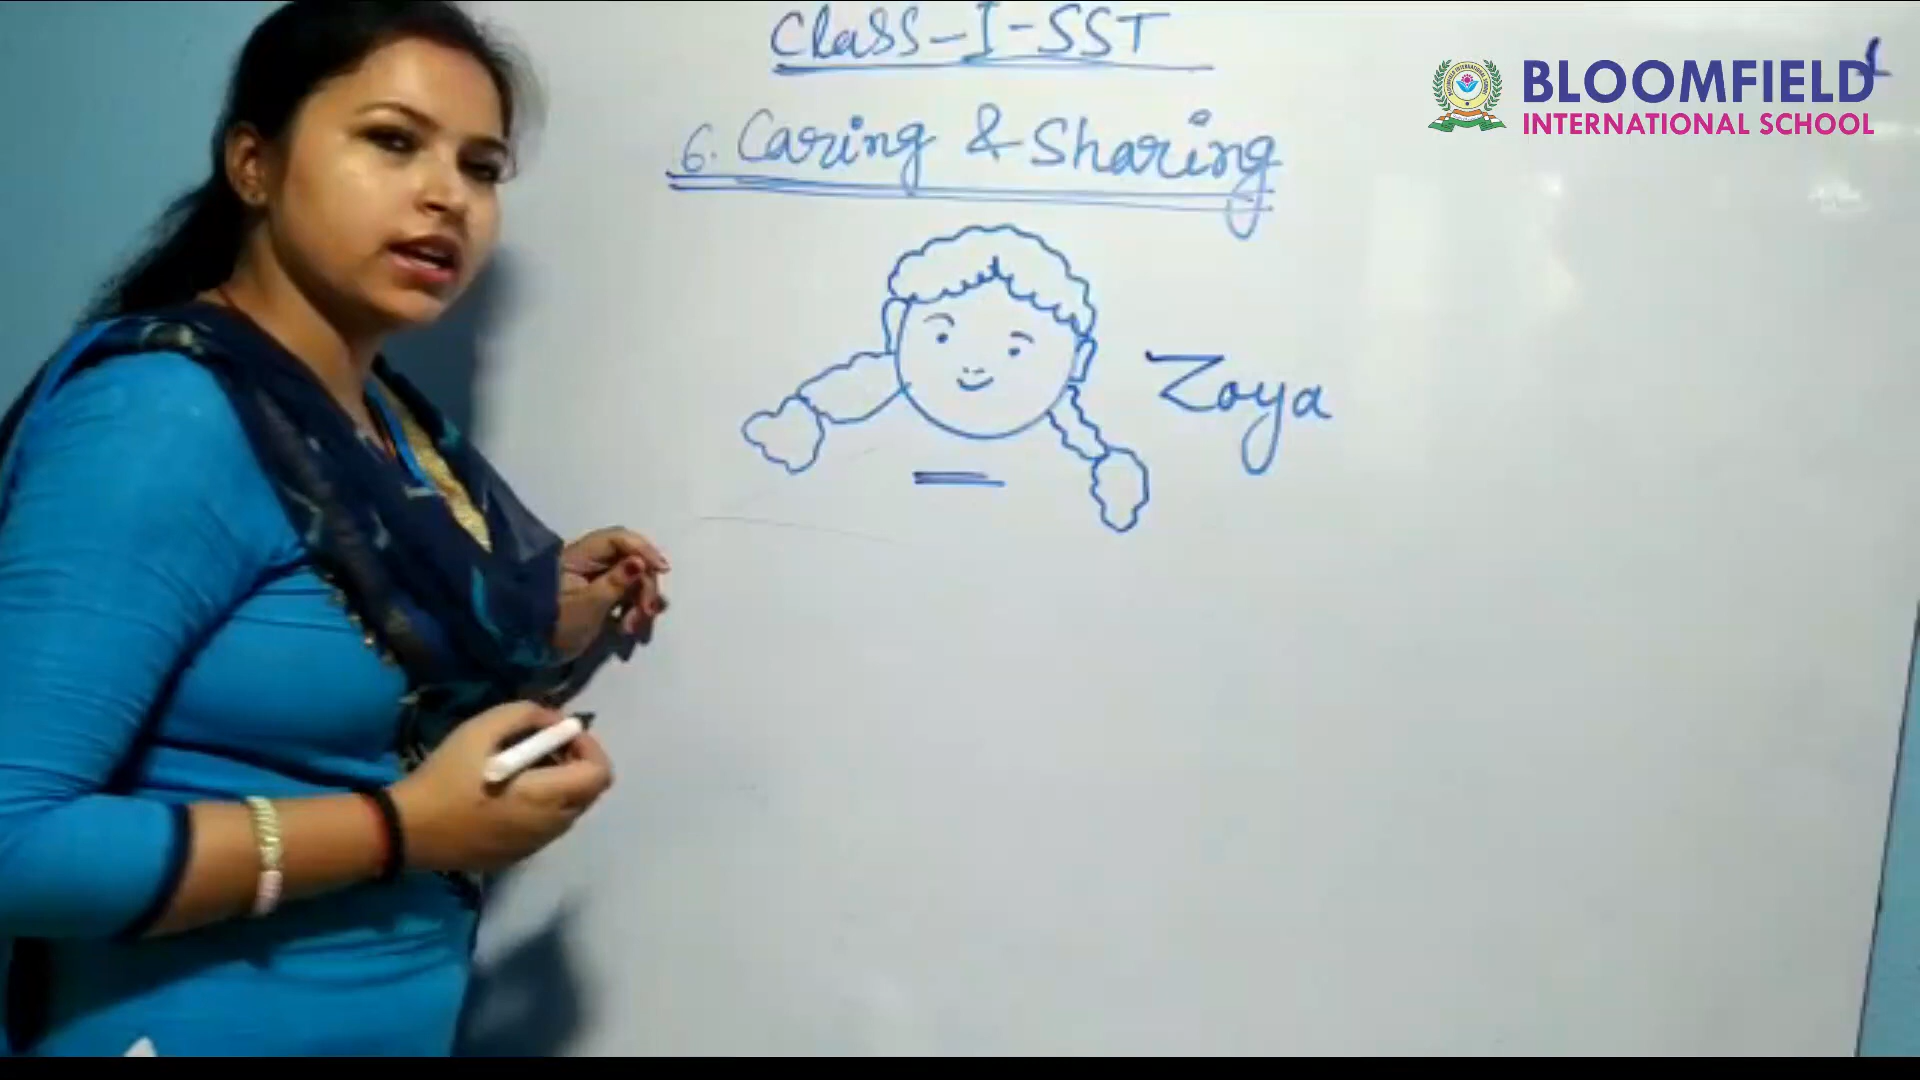 Class-I-SST
BLOOMFIELD
INTERNATIONAL SCHOOL
6. Caring & Sharing
Zoya